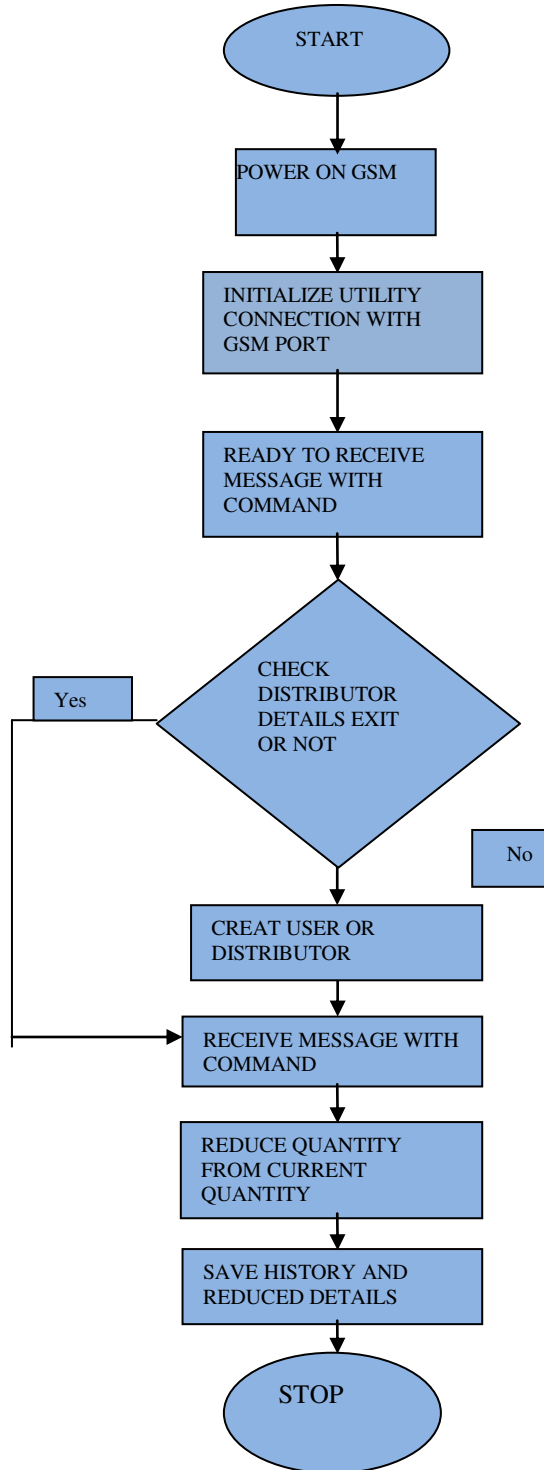 START
POWER ON GSM
INITIALIZE UTILITY
CONNECTION WITH
GSM PORT
READY TO RECEIVE
MESSAGE WITH
COMMAND
CHECK
DISTRIBUTOR
DETAILS EXIT
OR NOT
Yes
No
CREAT USER OR
DISTRIBUTOR
RECEIVE MESSAGE WITH
COMMAND
REDUCE QUANTITY
FROM CURRENT
QUANTITY
SAVE HISTORY AND
REDUCED DETAILS
STOP